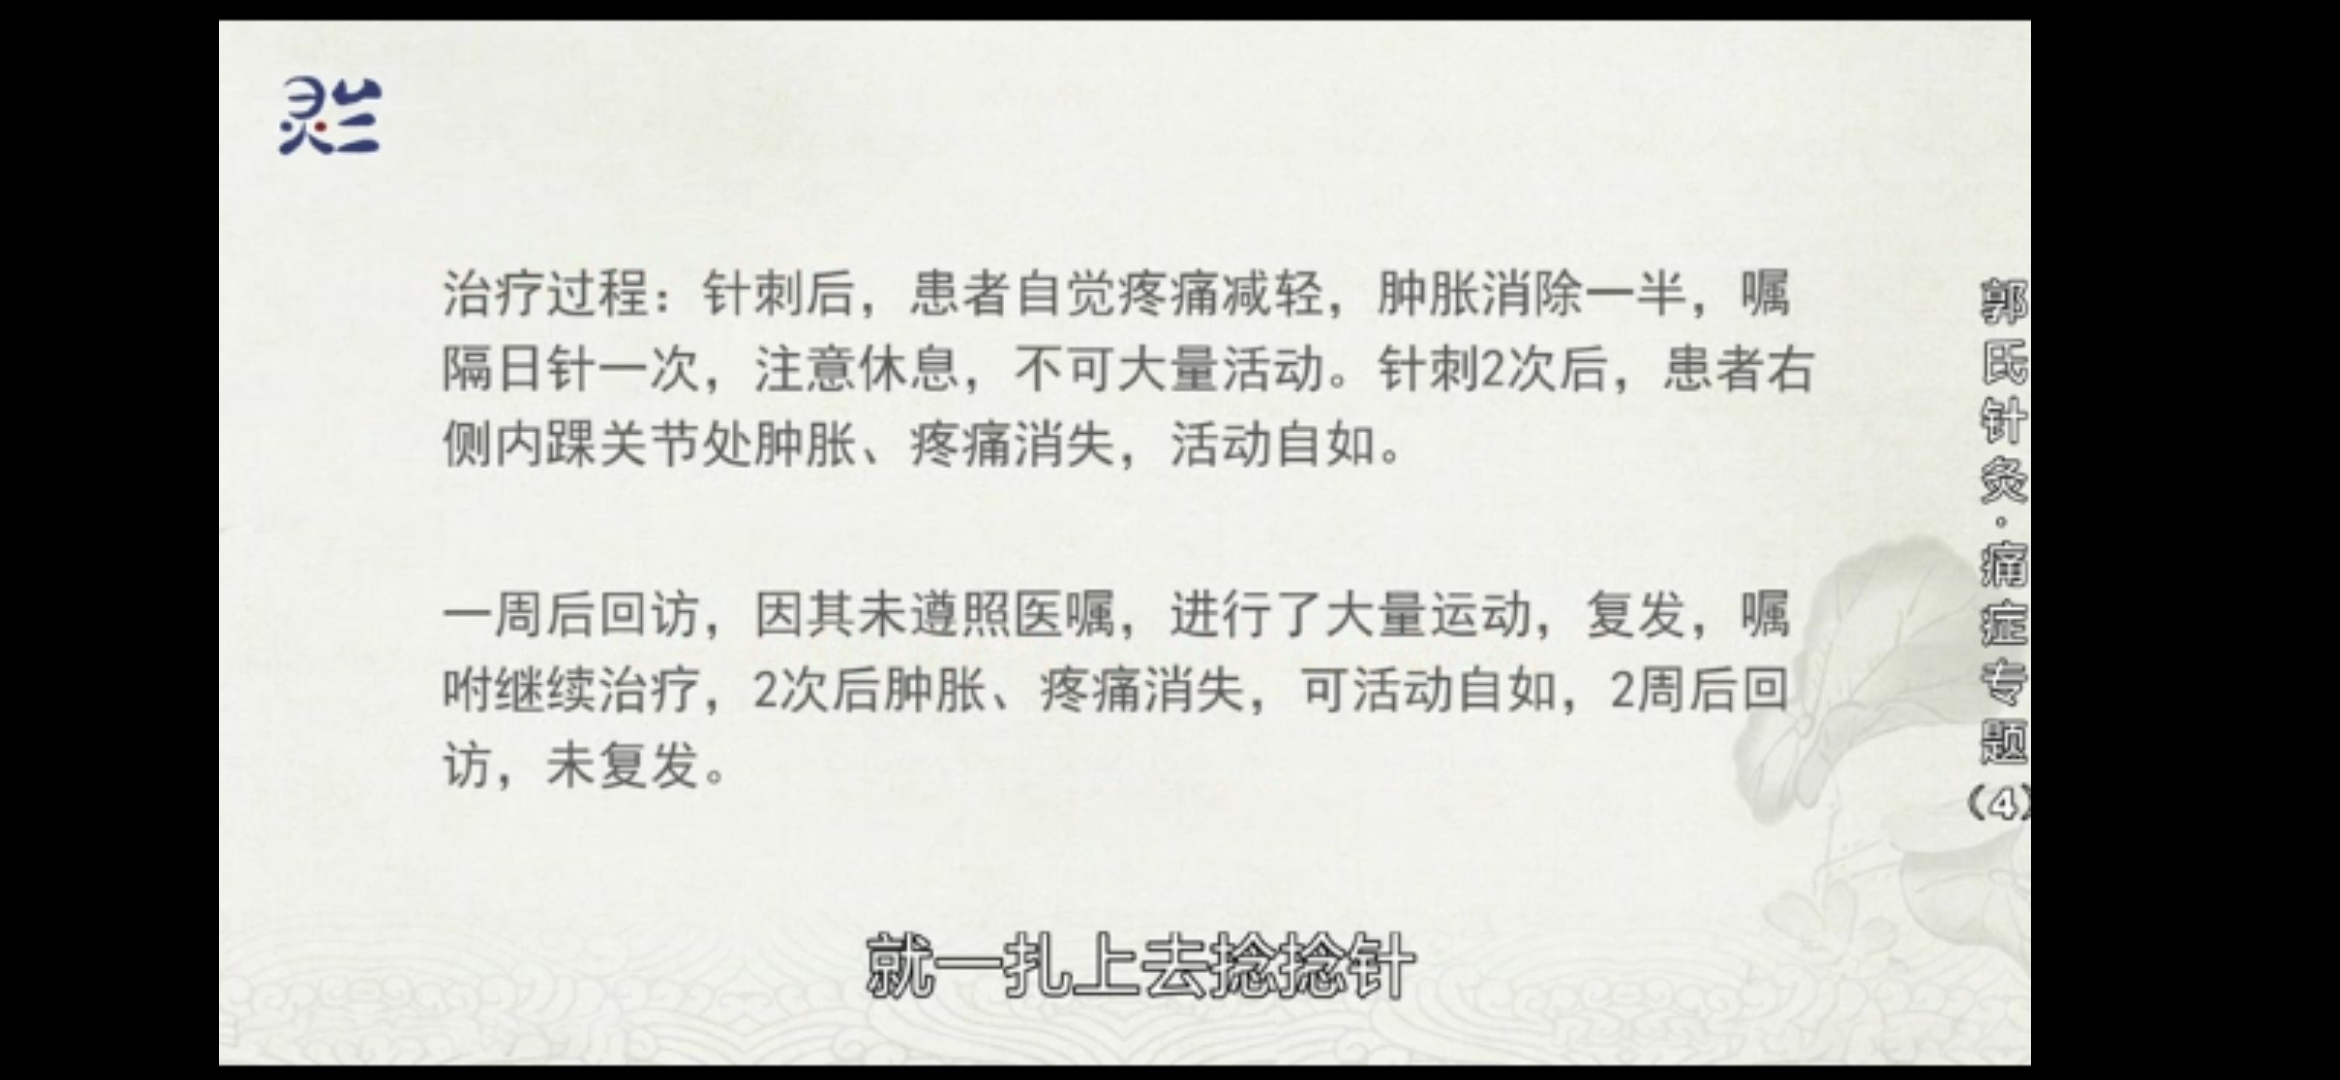 灵兰
治疗过程：针刺后，患者自觉疼痛减轻，肿胀消除一半，嘱
隔日针一次，注意休息，不可大量活动。针刺2次后，患者右
侧内踝关节处肿胀、疼痛消失，活动自如。
一周后回访，因其未遵照医嘱，进行了大量运动，复发，嘱
咐继续治疗，2次后肿胀、疼痛消失，可活动自如，2周后回
访，未复发。
郭氏针灸·痛症专题（4）
就一扎上去捻捻针